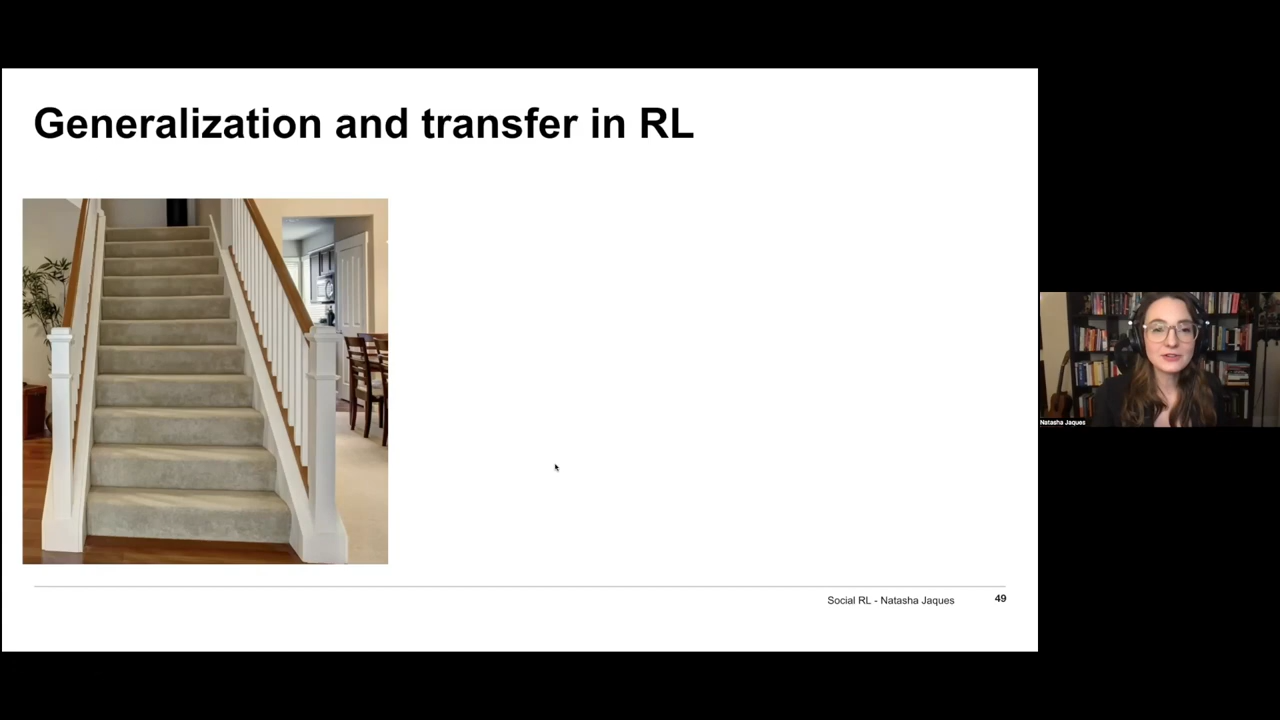 Generalization and transfer in RL
Social RL - Natasha Jaques
49
Natasha Jaques